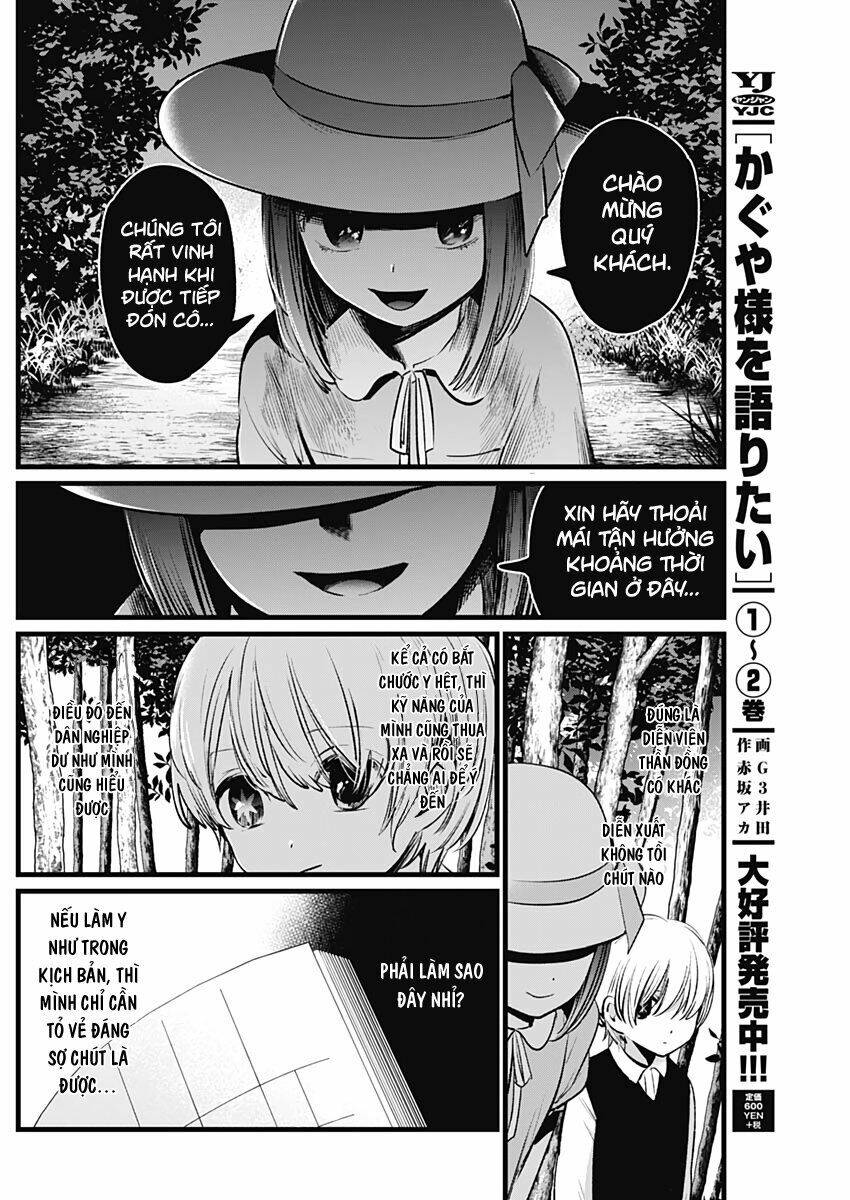 CHÀO
MỪNG
QUÝ
KHÁCH.
CHÚNG TÔI
RẤT VINH
HẠNH KHI
ĐƯỢC TIẾP
ĐÓN CÔ...
XIN HÃY THOẢI
MÁI TẬN HƯỞNG
KHOẢNG THỜI
GIAN Ở ĐÂY...
ĐÚNG LÀ
DIỄN VIÊN
THẦN ĐỒNG
CÓ KHÁC
DIỄN XUẤT
KHÔNG TỒI
CHÚT NÀO
KỂ CẢ CÓ BẮT
CHƯỚC Y HỆT, THÌ
KỸ NĂNG CỦA
MÌNH CŨNG THUA
XA VÀ RỒI SẼ
CHẲNG AI ĐỂ Ý
ĐẾN
ĐIỀU ĐÓ ĐẾN
DÂN NGHIỆP
DƯ NHƯ MÌNH
CŨNG HIỂU
ĐƯỢC
PHẢI LÀM SAO
ĐÂY NHỈ?
NẾU LÀM Y
NHƯ TRONG
KỊCH BẢN, THÌ
MÌNH CHỈ CẦN
TỎ VẺ ĐÁNG
SỢ CHÚT LÀ
ĐƯỢC...
YJ
ヤンジャン
YJC
[かぐや様を語りたい]①~②巻
画 G3井田
作 赤坂アカ
大好評発売中!!!
定価
600
YEN
+税